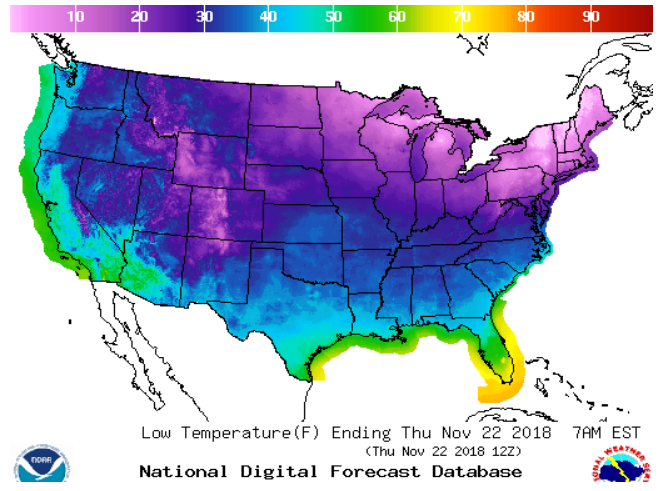 10 20 30 40 50 60 70 80 90
Low Temperature(F) Ending Thu Nov 22 2018 7AM EST
(Thu Nov 22 2018 12Z)
National Digital Forecast Database
NOAA